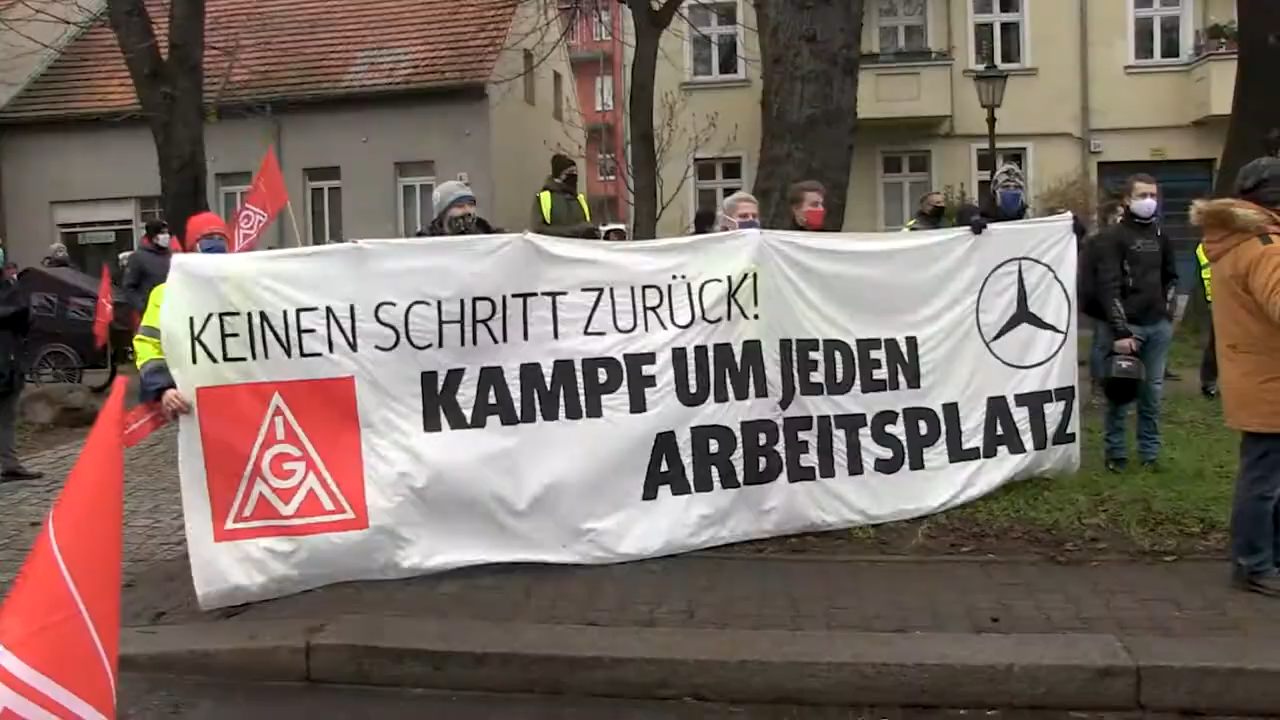 KEINEN SCHRITT ZURÜCK!
KAMPF UM JEDEN
ARBEITSPLATZ
IGM